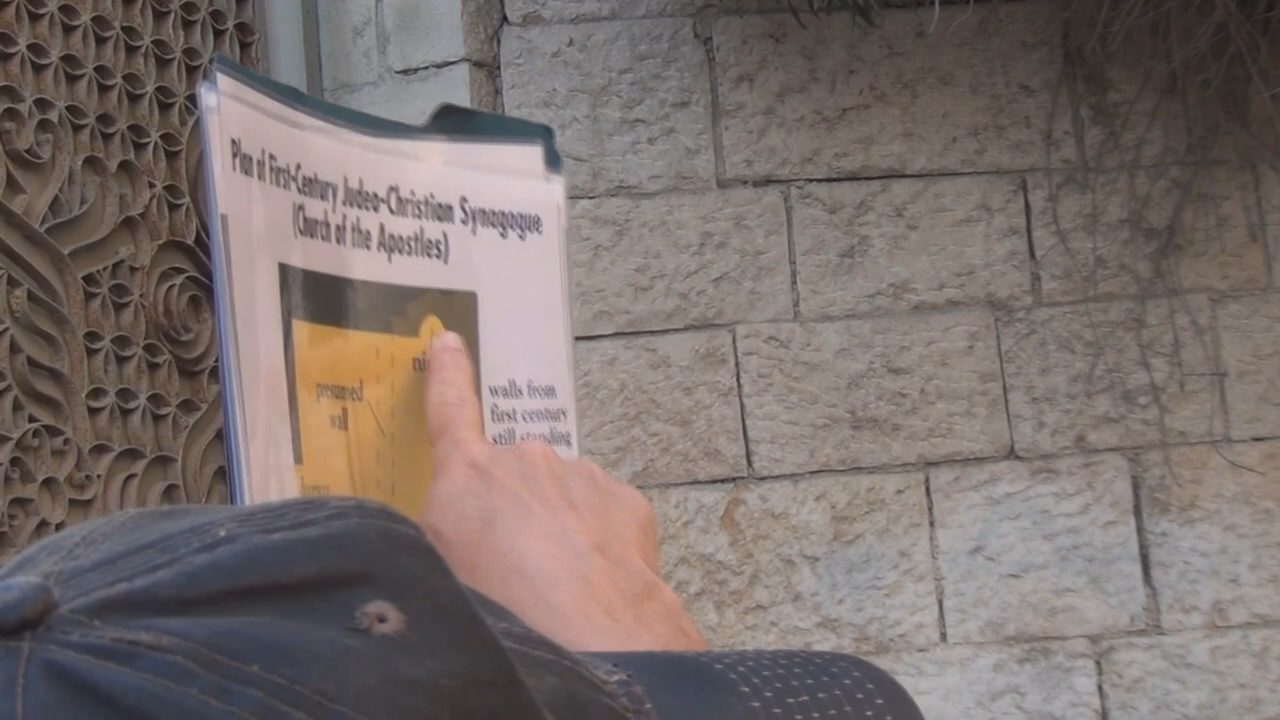 Plan of First-Century Judeo-Christian Synagogue
(Church of the Apostles)
presumed
wall
walls from
first century
still standing